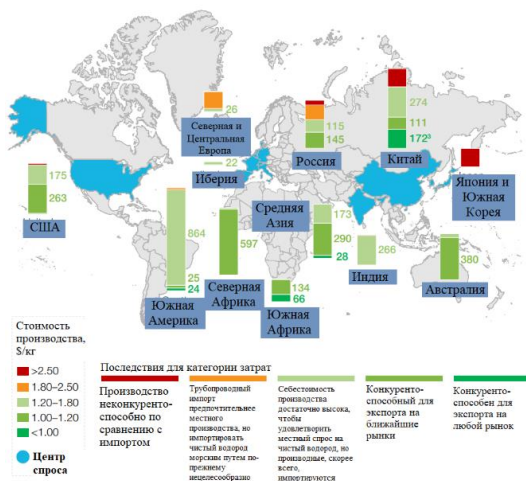 26
Северная и
Центральная
Европа
22
Иберия
115
145
Россия
274
111
172³
Китай
Япония и
Южная
Корея
175
263
США
864
25
24
Южная
Америка
597
Северная
Африка
Средняя
Азия
173
290
28
134
66
Южная
Африка
266
Индия
380
Австралия
Стоимость
производства,
$/кг
>2.50
1.80–2.50
1.20–1.80
1.00–1.20
<1.00
Центр
спроса
Последствия для категории затрат
Производство
неконкуренто-
способно по
сравнению с
импортом
Трубопроводный
импорт
предпочтительнее
местного
производства, но
импортировать
чистый водород
морским путем по-
прежнему
нецелесообразно
Себестоимость
производства
достаточно высока,
чтобы
удовлетворить
местный спрос на
чистый водород, но
производные, скорее
всего,
импортируются
Конкуренто-
способный для
экспорта на
ближайшие
рынки
Конкуренто-
способен для
экспорта на
любой рынок